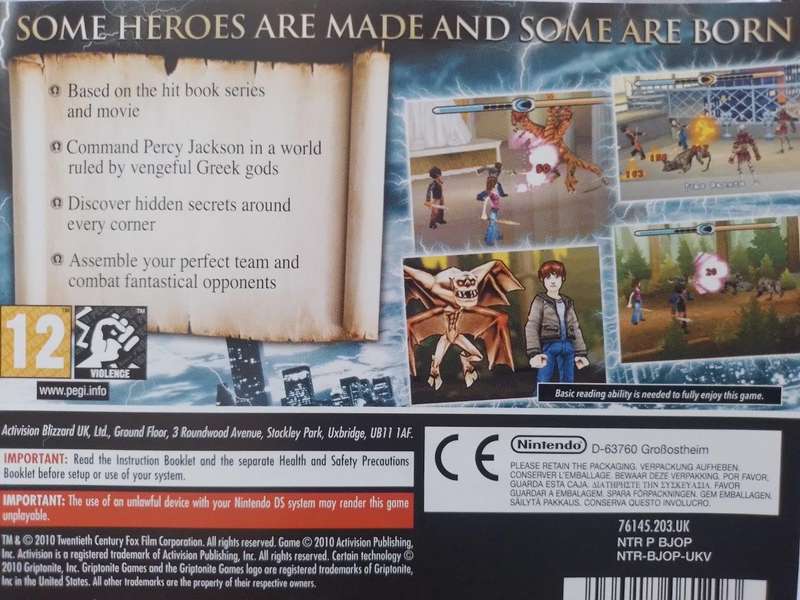 SOME HEROES ARE MADE AND SOME ARE BORN
Based on the hit book series
and movie
Command Percy Jackson in a world
ruled by vengeful Greek gods
Discover hidden secrets around
every corner
Assemble your perfect team and
combat fantastical opponents
12
VIOLENCE
www.pegi.info
60
163
150
20
Basic reading ability is needed to fully enjoy this game.
Activision Blizzard UK, Ltd., Ground Floor, 3 Roundwood Avenue, Stockley Park, Uxbridge, UB11 1AF.
IMPORTANT: Read the Instruction Booklet and the separate Health and Safety Precautions
Booklet before setup or use of your system.
IMPORTANT: The use of an unlawful device with your Nintendo DS system may render this game
unplayable.
TM & © 2010 Twentieth Century Fox Film Corporation. All rights reserved. Game © 2010 Activision Publishing,
Inc. Activision is a registered trademark of Activision Publishing, Inc. All rights reserved. Certain technology ©
2010 Griptonite, Inc. Griptonite Games and the Griptonite Games logo are registered trademarks of Griptonite,
Inc in the United States. All other trademarks are the property of their respective owners.
CE
Nintendo D-63760 Großostheim
PLEASE RETAIN THE PACKAGING. VERPACKUNG AUFHEBEN.
CONSERVER L'EMBALLAGE. BEWAAR DEZE VERPAKKING. POR FAVOR,
GUARDA ESTA CAJA. ΔΙΑΤΗΡΗΣΤΕ ΤΗΝ ΣΥΣΚΕΥΑΣΙΑ. FAVOR
GUARDAR A EMBALAGEM. SPARA FÖRPACKNINGEN. GEM EMBALLAGEN.
SÄILYTÄ PAKKAUS. CONSERVA QUESTO INVOLUCRO.
76145.203.UK
NTR P BJOP
NTR-BJOP-UKV